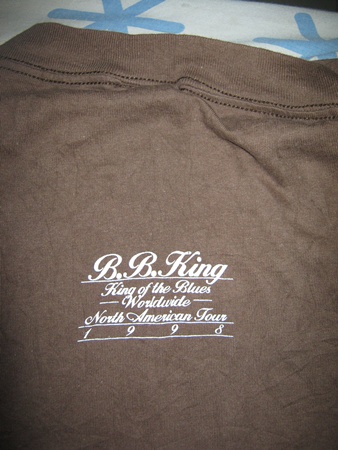 B.B.King
King of the Blues
Worldwide
North American Tour
1998